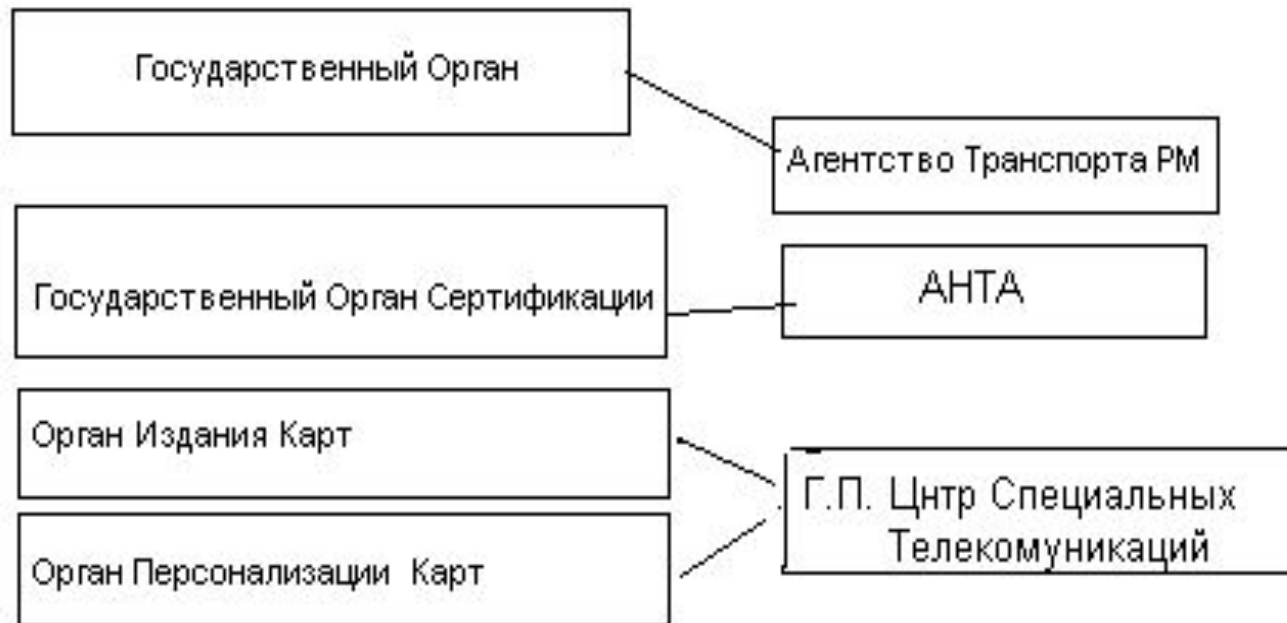 Государственный Орган
Агентство Транспорта РМ
Государственный Орган Сертификации
АНТА
Орган Издания Карт
Г.П. Цнтр Специальных
Телекомуникаций
Орган Персонализации Карт